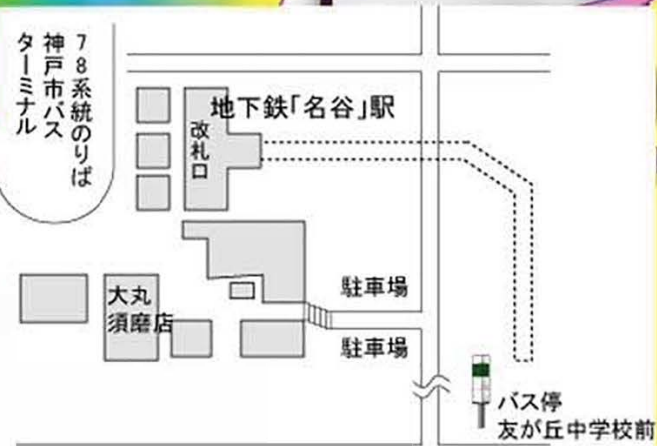 78系統のりば
神戸市バス
ターミナル
地下鉄「名谷」駅
改札口
大丸
須磨店
駐車場
駐車場
バス停
友が丘中学校前